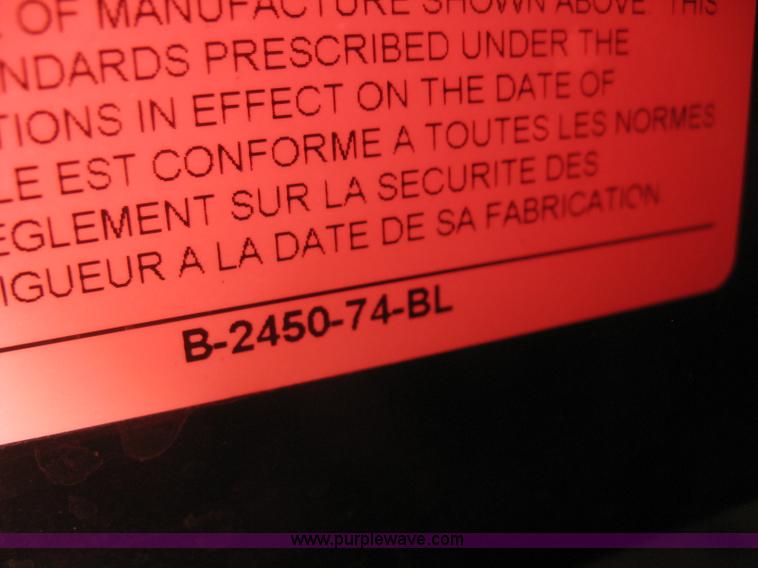 OF MANUFACTURE SHOWN ABOVE THIS
NDARDS PRESCRIBED UNDER THE
TIONS IN EFFECT ON THE DATE OF
LE EST CONFORME A TOUTES LES NORMES
EGLEMENT SUR LA SECURITE DES
IGUEUR A LA DATE DE SA FABRICATION
B-2450-74-BL
www.purplewave.com